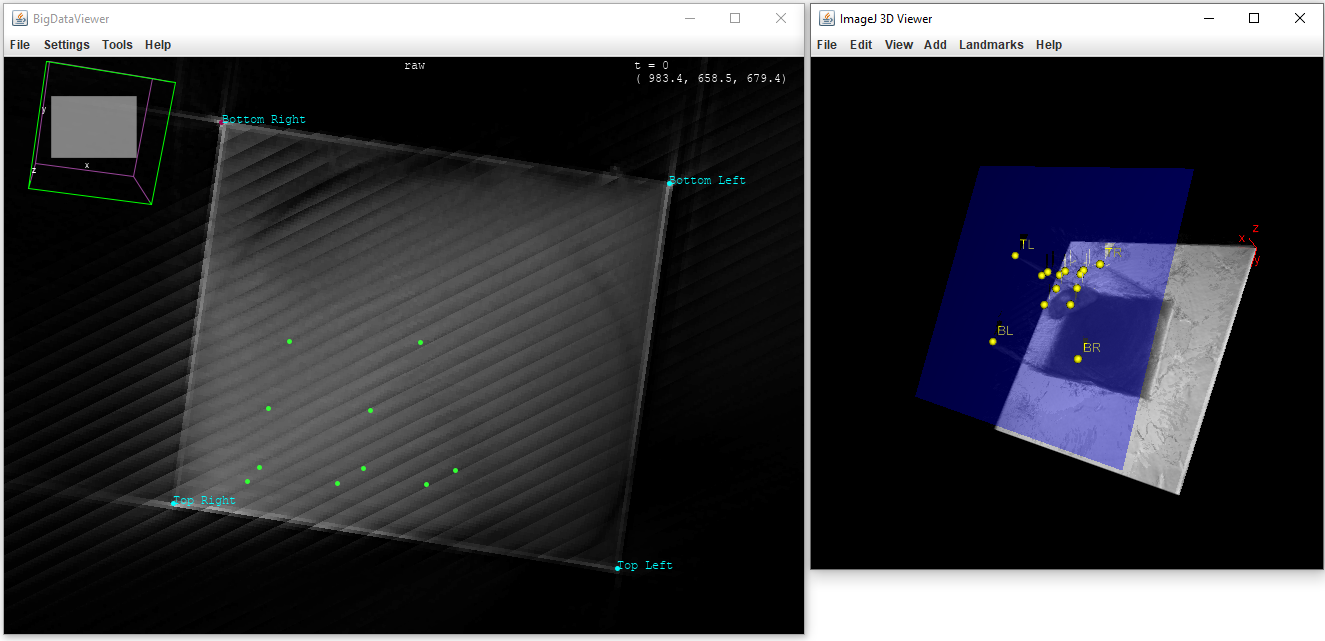 BigDataViewer
File Settings Tools Help
raw
t = 0
( 983.4, 658.5, 679.4)
y
x
z
Bottom Right
Bottom Left
Top Right
Top Left
ImageJ 3D Viewer
File Edit View Add Landmarks Help
z
x
y
TL
BL
BR